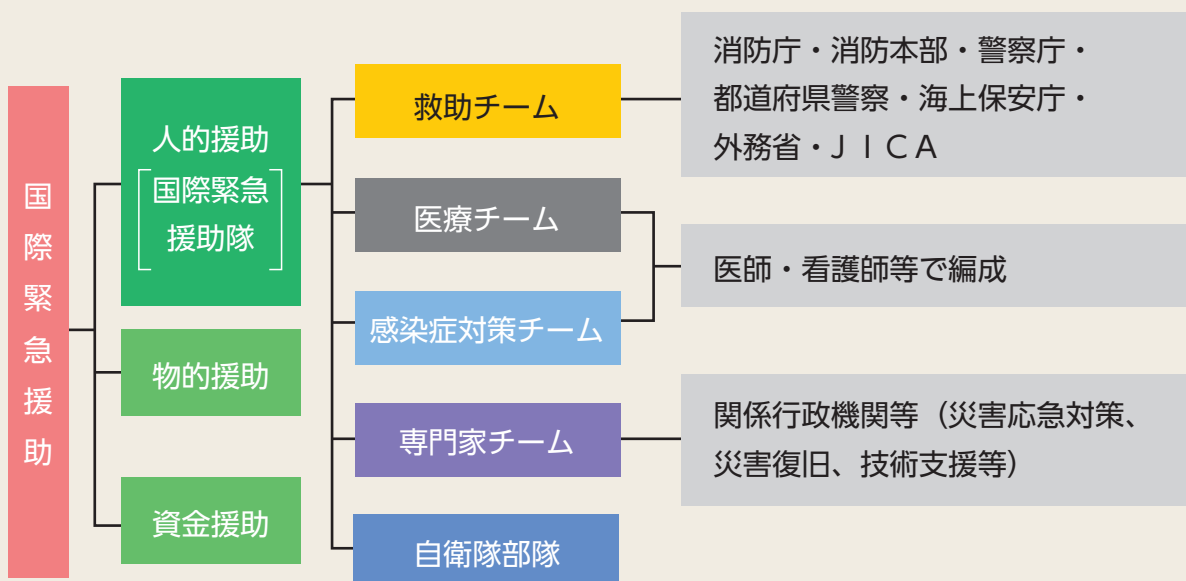 国際緊急援助
人的援助
国際緊急
援助隊
物的援助
資金援助
救助チーム
医療チーム
感染症対策チーム
専門家チーム
自衛隊部隊
消防庁・消防本部・警察庁・
都道府県警察・海上保安庁・
外務省・ＪＩＣＡ
医師・看護師等で編成
関係行政機関等（災害応急対策、
災害復旧、技術支援等）